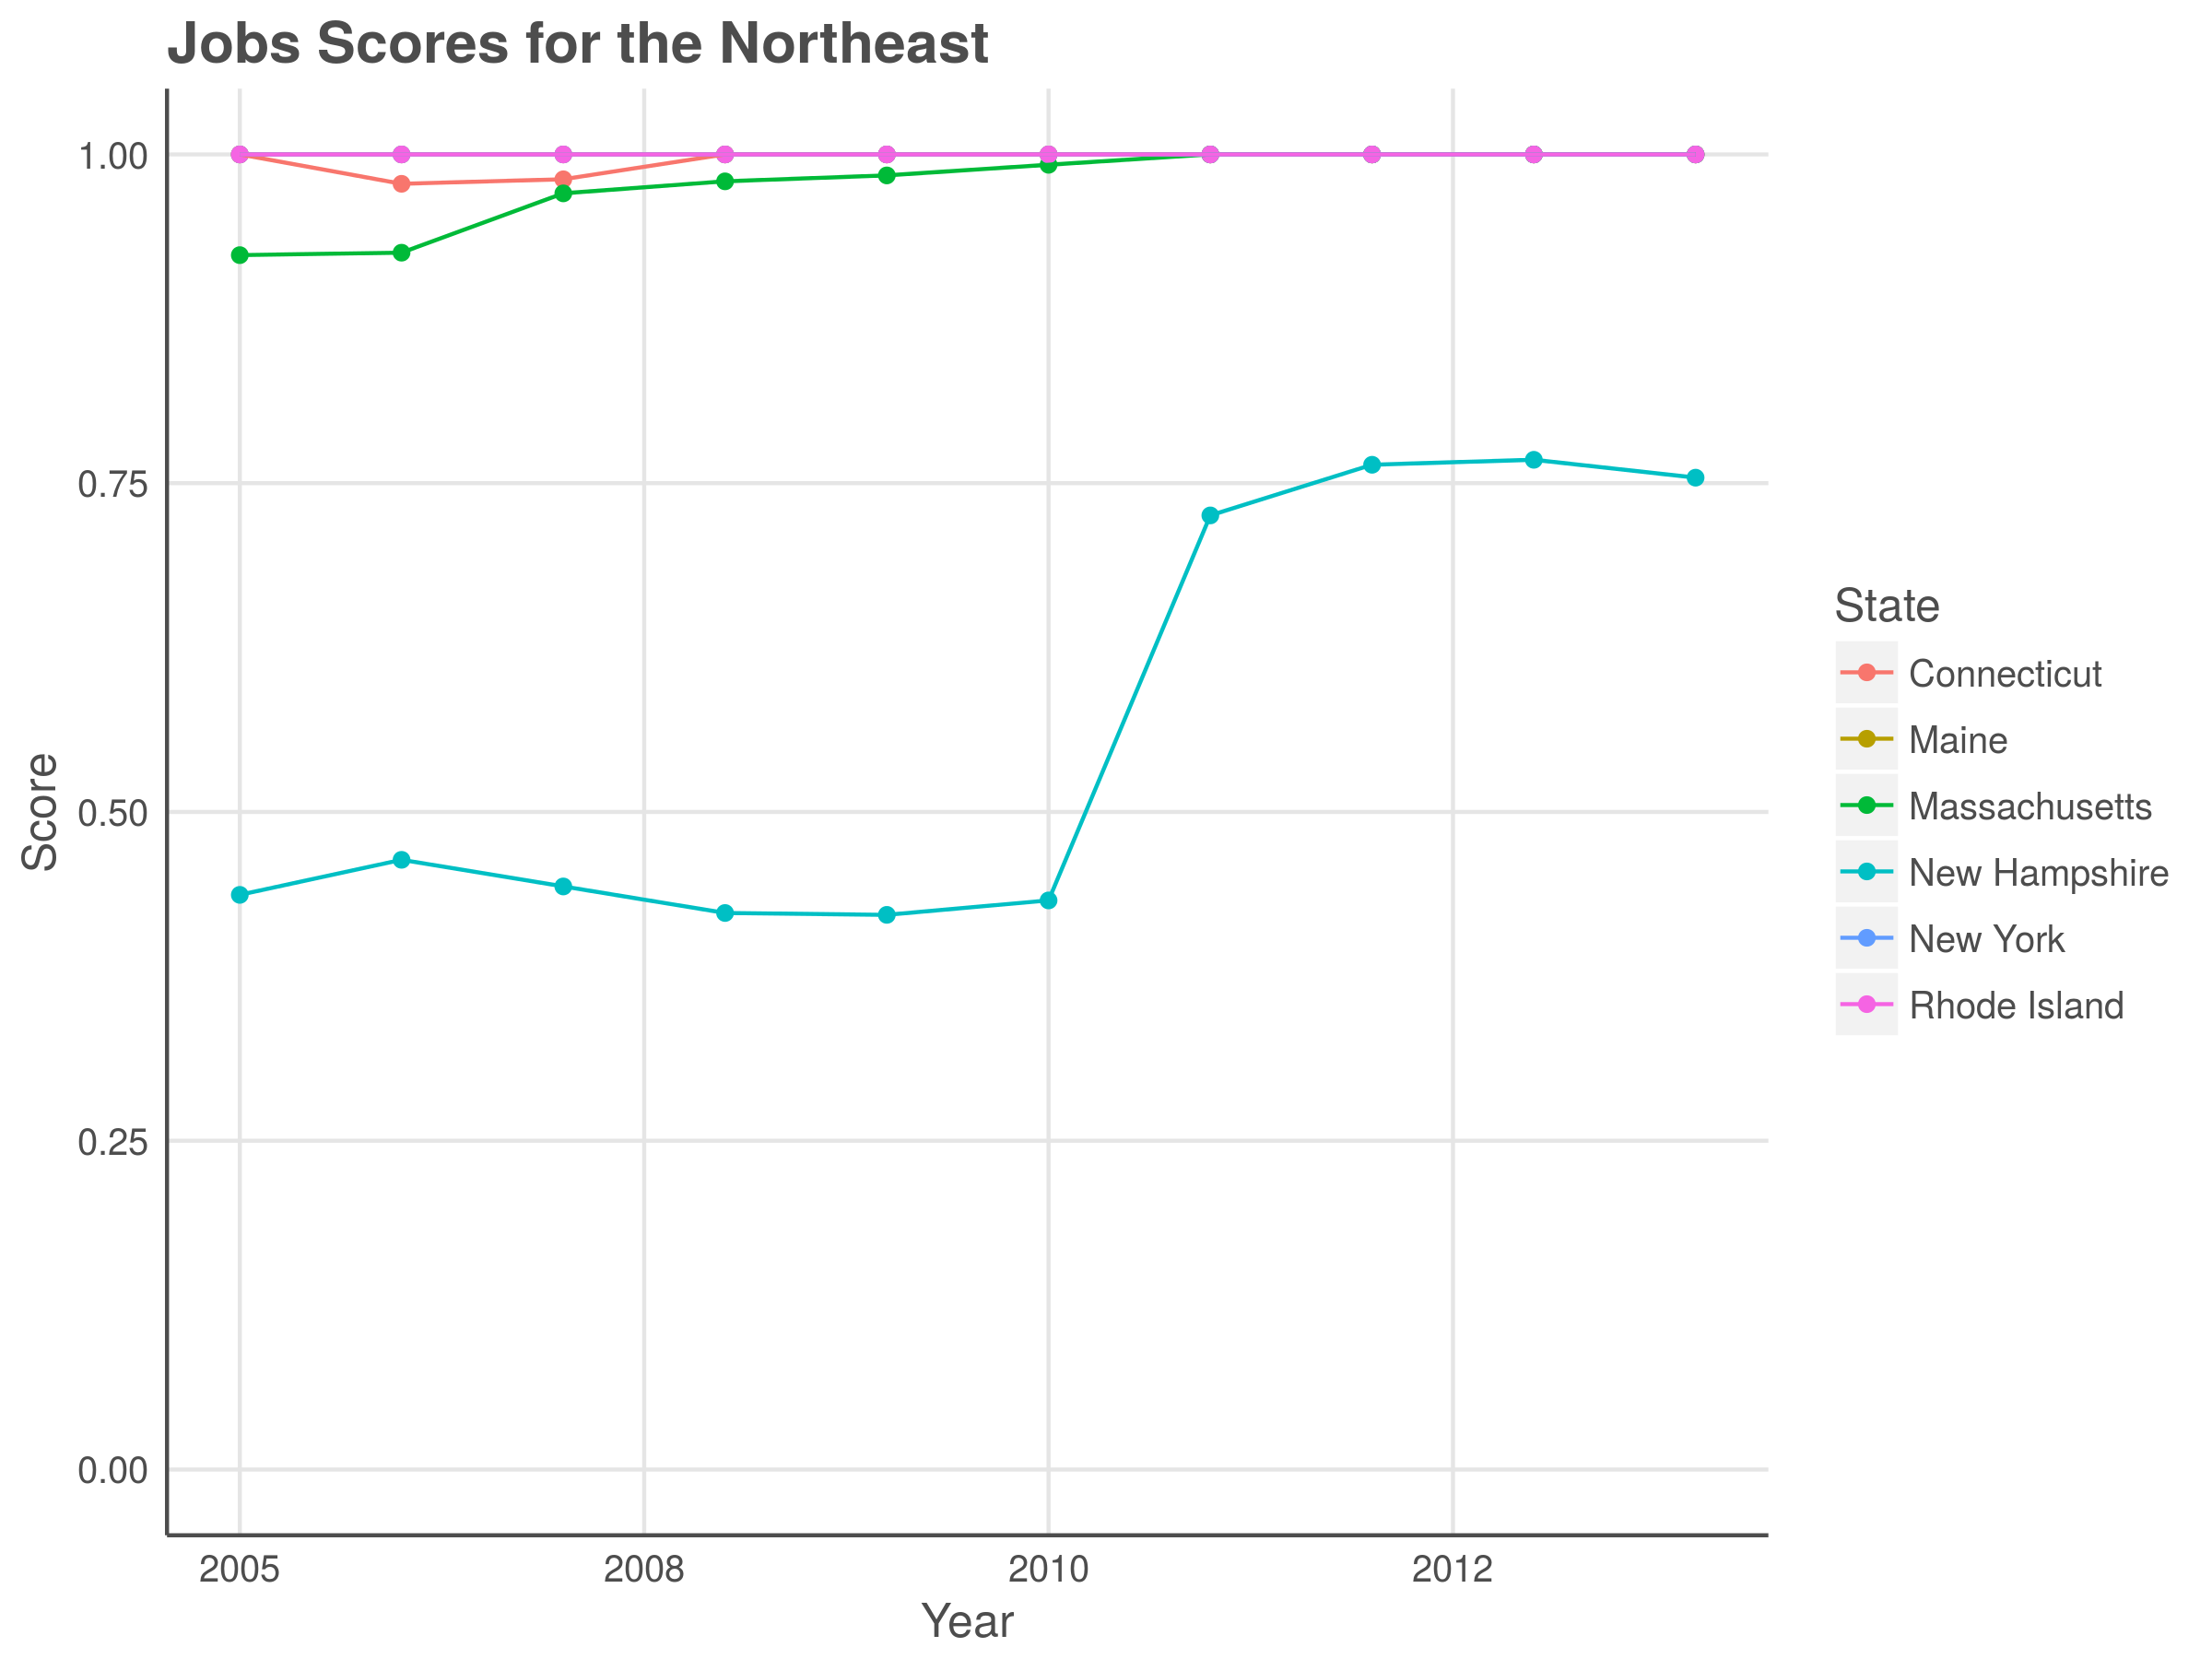 Jobs Scores for the Northeast
1.00
0.75
0.50
0.25
0.00
Score
2005 2008 2010 2012
Year
State
Connecticut
Maine
Massachusetts
New Hampshire
New York
Rhode Island